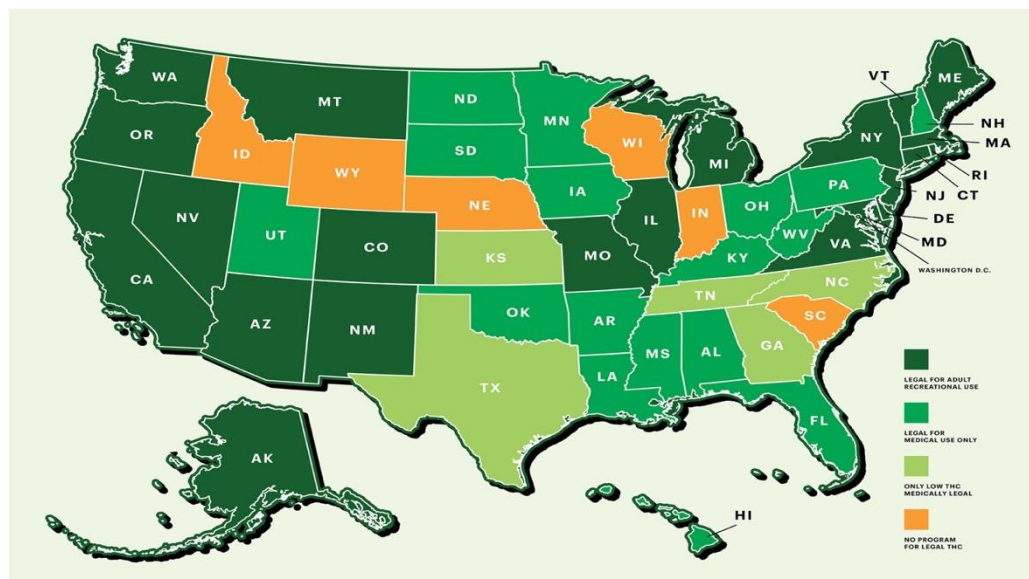 WA
MT
ND
MN
VT
ME
OR
ID
SD
WI
MI
NY
NH
MA
WY
IA
NE
PA
RI
NJ
CT
NV
UT
CO
IL
IN
OH
WV
VA
DE
MD
WASHINGTON D.C.
CA
KS
MO
KY
AZ
NM
OK
TN
NC
AR
SC
TX
MS
AL
GA
LA
FL
AK
HI
LEGAL FOR ADULT
RECREATIONAL USE
LEGAL FOR
MEDICAL USE ONLY
ONLY LOW THC
MEDICALLY LEGAL
NO PROGRAM
FOR LEGAL THC